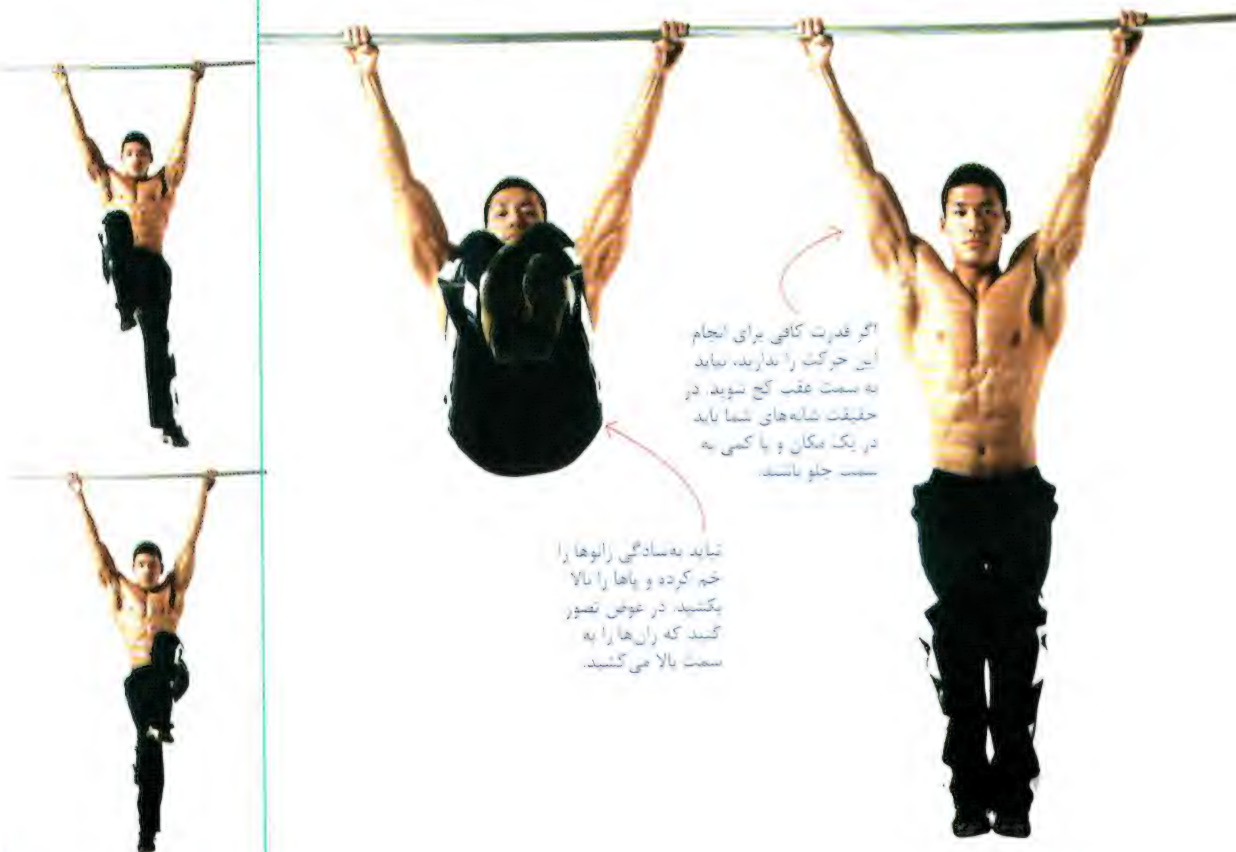 اگر قدرت کافی برای انجام
این حرکت را ندارید، نباید
به سمت عقب کج شوید. در
حقیقت شانه‌های شما باید
در یک مکان و یا کمی به
سمت جلو باشند.
نباید به‌سادگی زانوها را
خم کرده و پاها را بالا
بکشید. در عوض تصور
کنید که ران‌ها را به
سمت بالا می‌کشید.